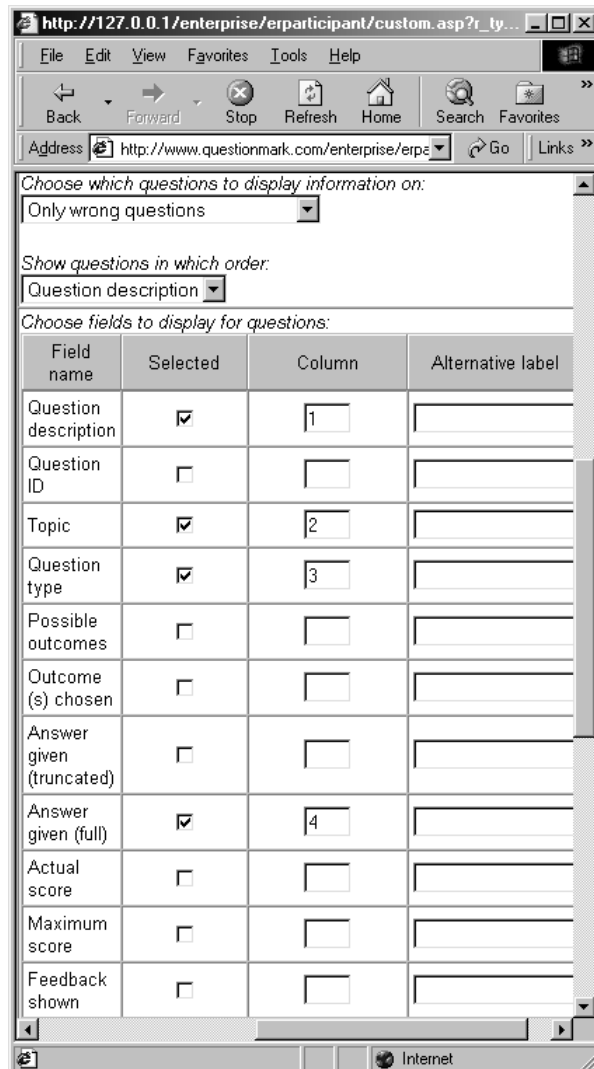 http://127.0.0.1/enterprise/erparticipant/custom.asp?r_ty...
File Edit View Favorites Tools Help
Back Forward Stop Refresh Home Search Favorites »
Address http://www.questionmark.com/enterprise/erpa Go Links »
Choose which questions to display information on:
Only wrong questions
Show questions in which order:
Question description
Choose fields to display for questions:
Field
name
Selected Column Alternative label
Question
description
1
Question
ID
Topic 2
Question
type
3
Possible
outcomes
Outcome
(s) chosen
Answer
given
(truncated)
Answer
given (full)
4
Actual
score
Maximum
score
Feedback
shown
Internet